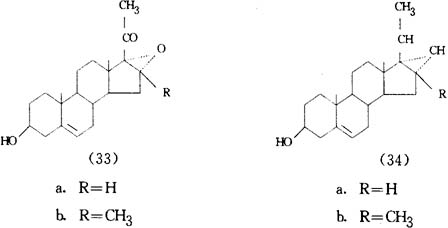 CH₃
CO
O
R
HO
(33)
a. R=H
b. R=CH₃
CH₃
CH
CH
R
HO
(34)
a. R=H
b. R=CH₃